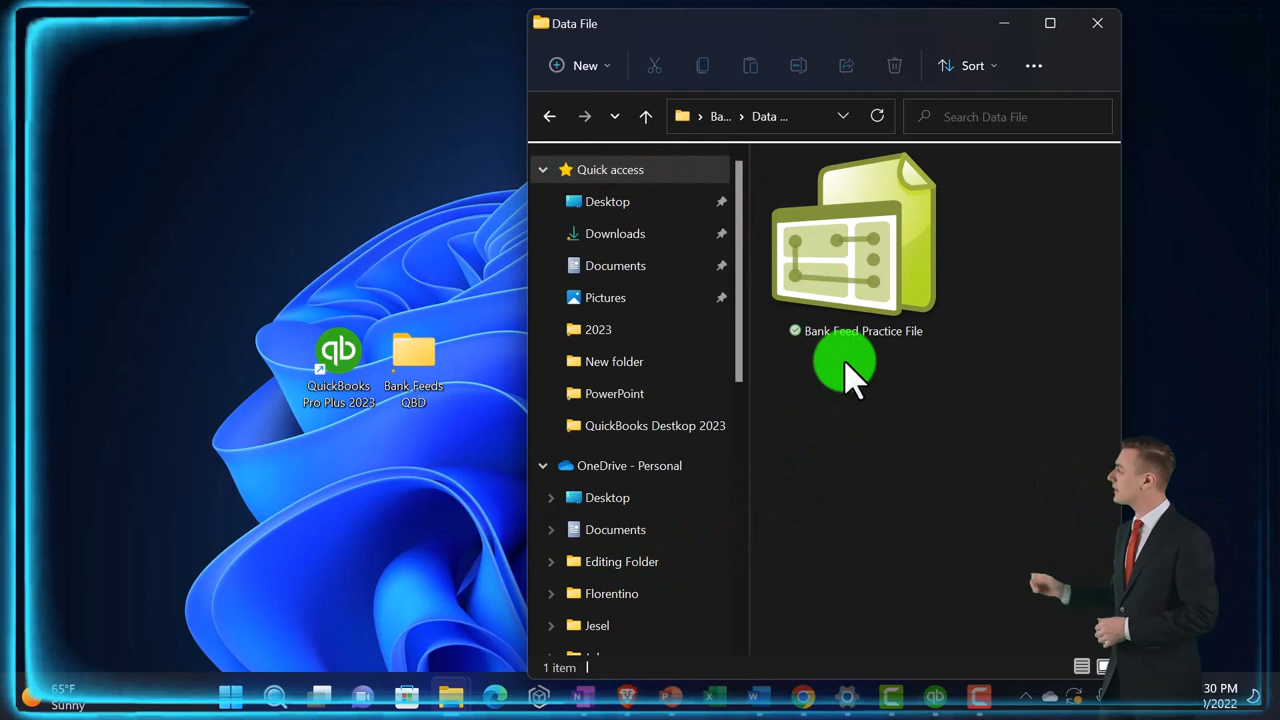 Data File
New
Sort
Ba...
Data ...
Search Data File
Quick access
Desktop
Downloads
Documents
Pictures
2023
New folder
PowerPoint
QuickBooks Destkop 2023
OneDrive - Personal
Desktop
Documents
Editing Folder
Florentino
Jesel
Bank Feed Practice File
qb
QuickBooks
Pro Plus 2023
Bank Feeds
QBD
1 item
65°F
Sunny
:30 PM
/2022